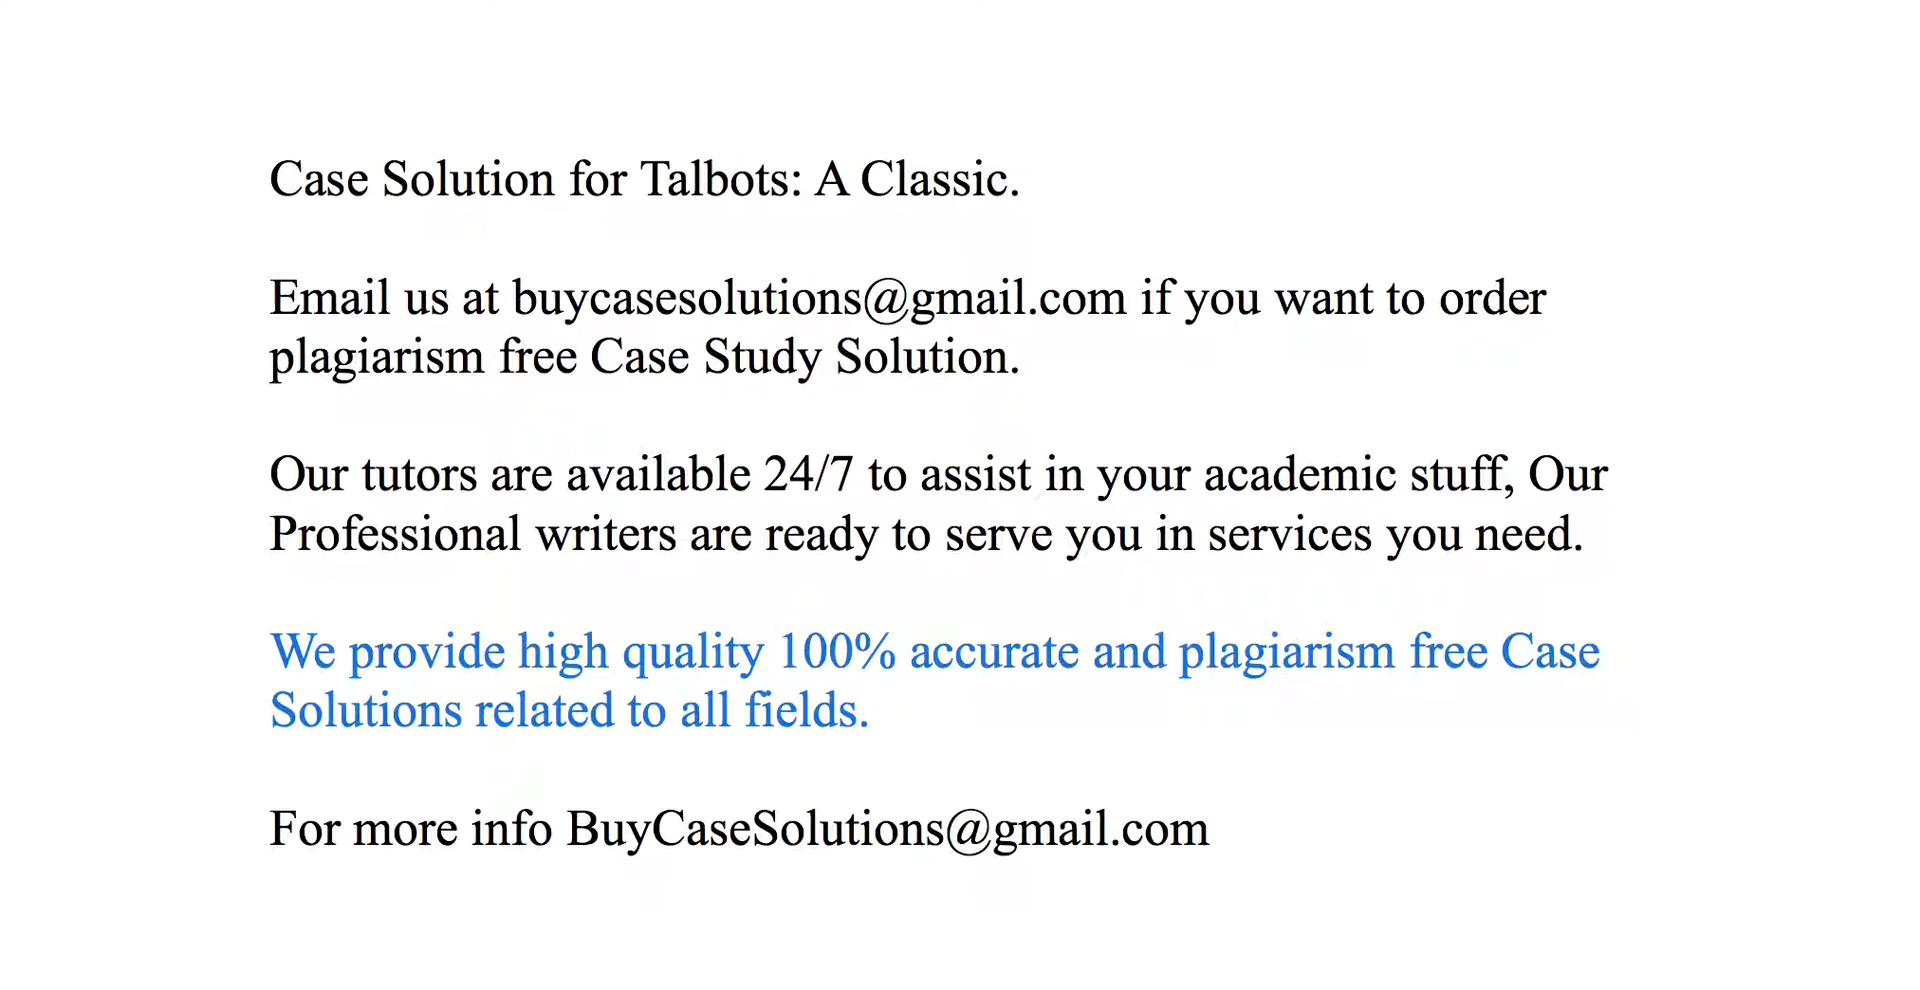 Case Solution for Talbots: A Classic.
Email us at buycasesolutions@gmail.com if you want to order
plagiarism free Case Study Solution.
Our tutors are available 24/7 to assist in your academic stuff, Our
Professional writers are ready to serve you in services you need.
We provide high quality 100% accurate and plagiarism free Case
Solutions related to all fields.
For more info BuyCaseSolutions@gmail.com